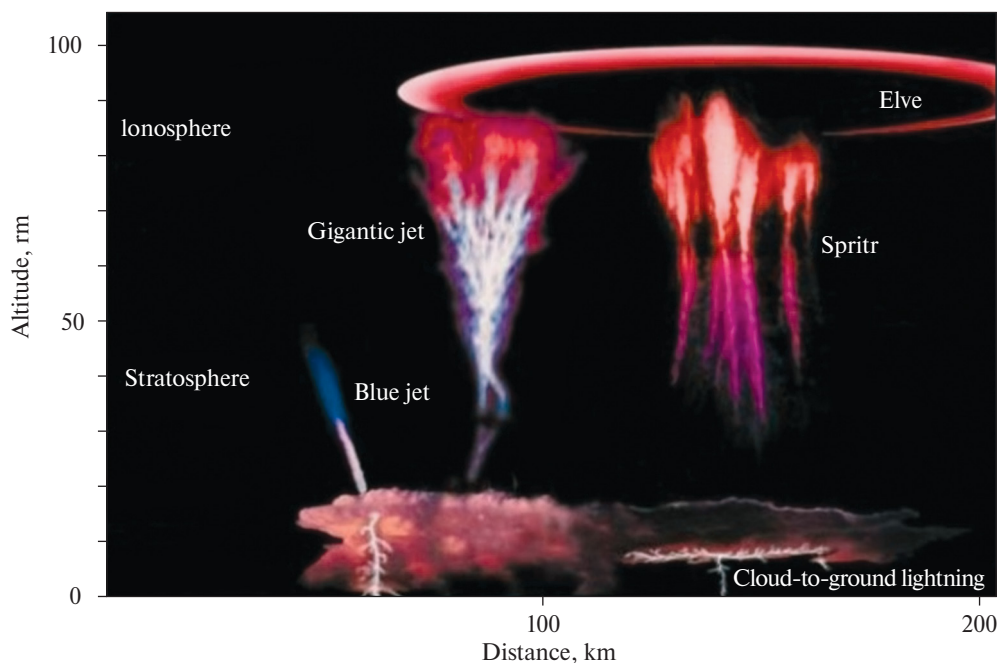 100
Elve
Ionosphere
Gigantic jet
Spritr
Altitude, rm
50
Stratosphere
Blue jet
Cloud-to-ground lightning
0
100
200
Distance, km